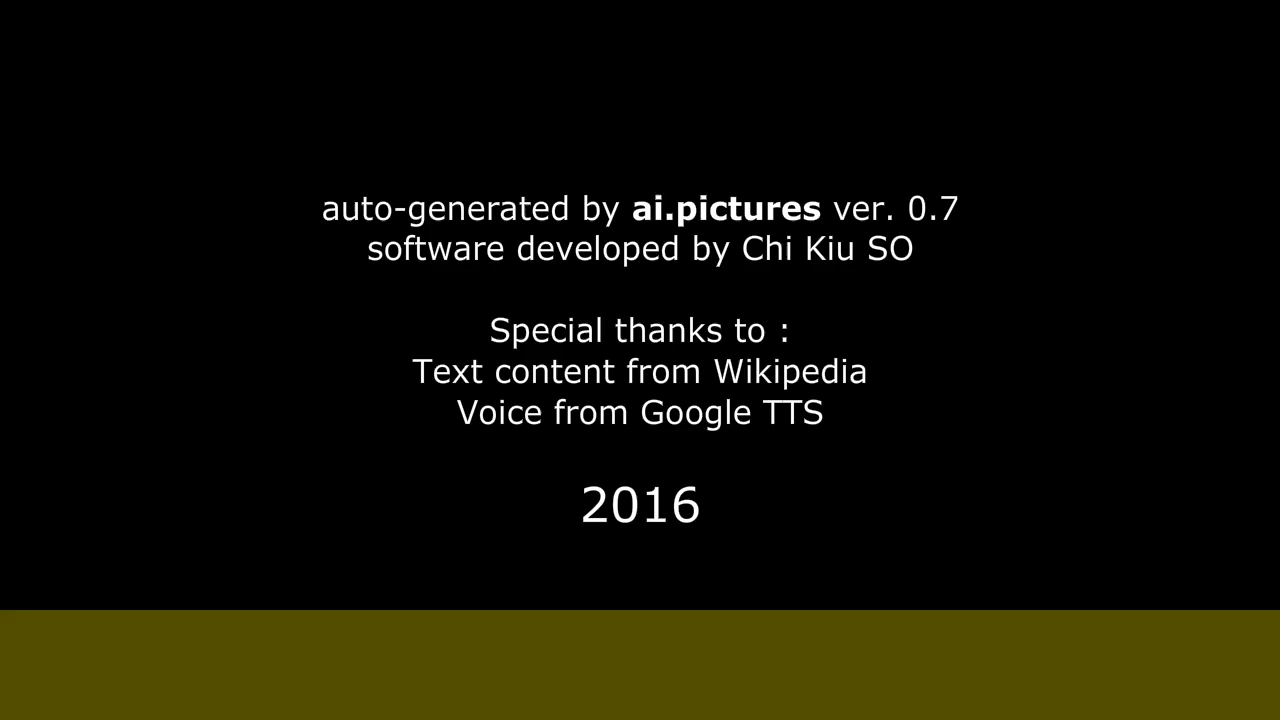 auto-generated by ai.pictures ver. 0.7
software developed by Chi Kiu SO
Special thanks to :
Text content from Wikipedia
Voice from Google TTS
2016